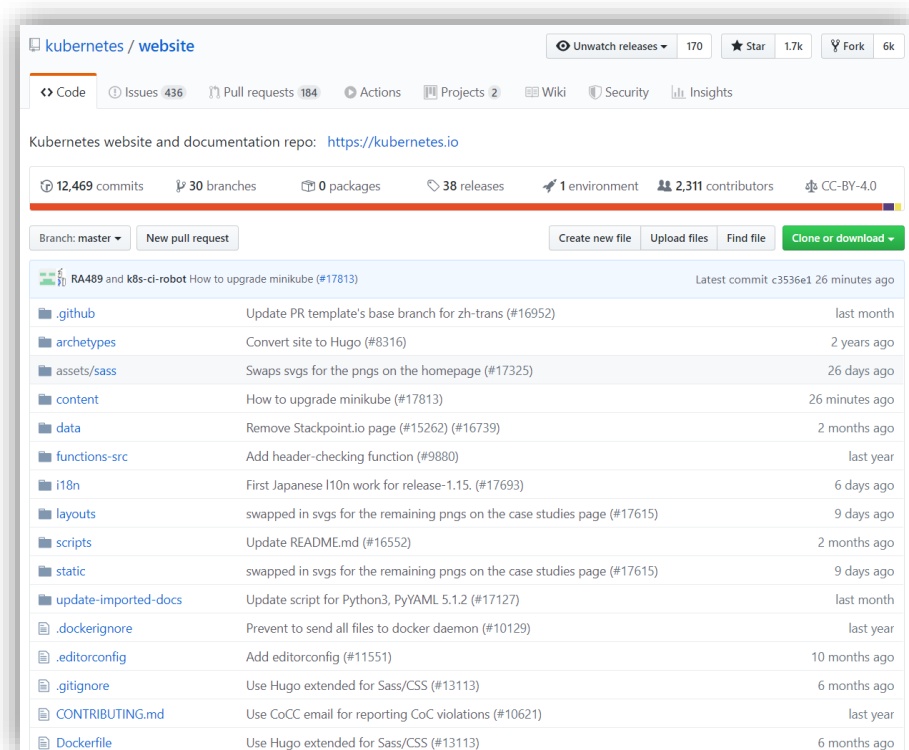 kubernetes / website
Unwatch releases 170 Star 1.7k Fork 6k
Code Issues 436 Pull requests 184 Actions Projects 2 Wiki Security Insights
Kubernetes website and documentation repo: https://kubernetes.io
12,469 commits 30 branches 0 packages 38 releases 1 environment 2,311 contributors CC-BY-4.0
Branch: master New pull request Create new file Upload files Find file Clone or download
RA489 and k8s-ci-robot How to upgrade minikube (#17813) Latest commit c3536e1 26 minutes ago
.github Update PR template's base branch for zh-trans (#16952) last month
archetypes Convert site to Hugo (#8316) 2 years ago
assets/sass Swaps svgs for the pngs on the homepage (#17325) 26 days ago
content How to upgrade minikube (#17813) 26 minutes ago
data Remove Stackpoint.io page (#15262) (#16739) 2 months ago
functions-src Add header-checking function (#9880) last year
i18n First Japanese l10n work for release-1.15. (#17693) 6 days ago
layouts swapped in svgs for the remaining pngs on the case studies page (#17615) 9 days ago
scripts Update README.md (#16552) 2 months ago
static swapped in svgs for the remaining pngs on the case studies page (#17615) 9 days ago
update-imported-docs Update script for Python3, PyYAML 5.1.2 (#17127) last month
.dockerignore Prevent to send all files to docker daemon (#10129) last year
.editorconfig Add editorconfig (#11551) 10 months ago
.gitignore Use Hugo extended for Sass/CSS (#13113) 6 months ago
CONTRIBUTING.md Use CoCC email for reporting CoC violations (#10621) last year
Dockerfile Use Hugo extended for Sass/CSS (#13113) 6 months ago